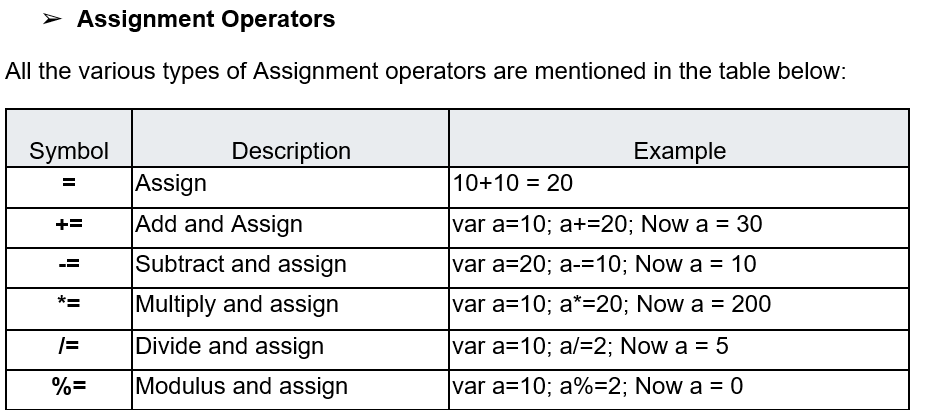 ➢ Assignment Operators
All the various types of Assignment operators are mentioned in the table below:
Symbol Description Example
= Assign 10+10 = 20
+= Add and Assign var a=10; a+=20; Now a = 30
-= Subtract and assign var a=20; a-=10; Now a = 10
*= Multiply and assign var a=10; a*=20; Now a = 200
/= Divide and assign var a=10; a/=2; Now a = 5
%= Modulus and assign var a=10; a%=2; Now a = 0